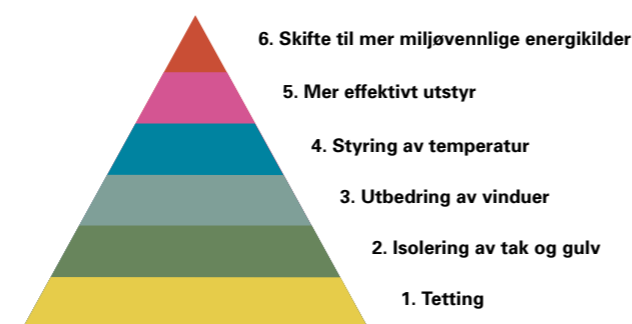 6. Skifte til mer miljøvennlige energikilder
5. Mer effektivt utstyr
4. Styring av temperatur
3. Utbedring av vinduer
2. Isolering av tak og gulv
1. Tetting